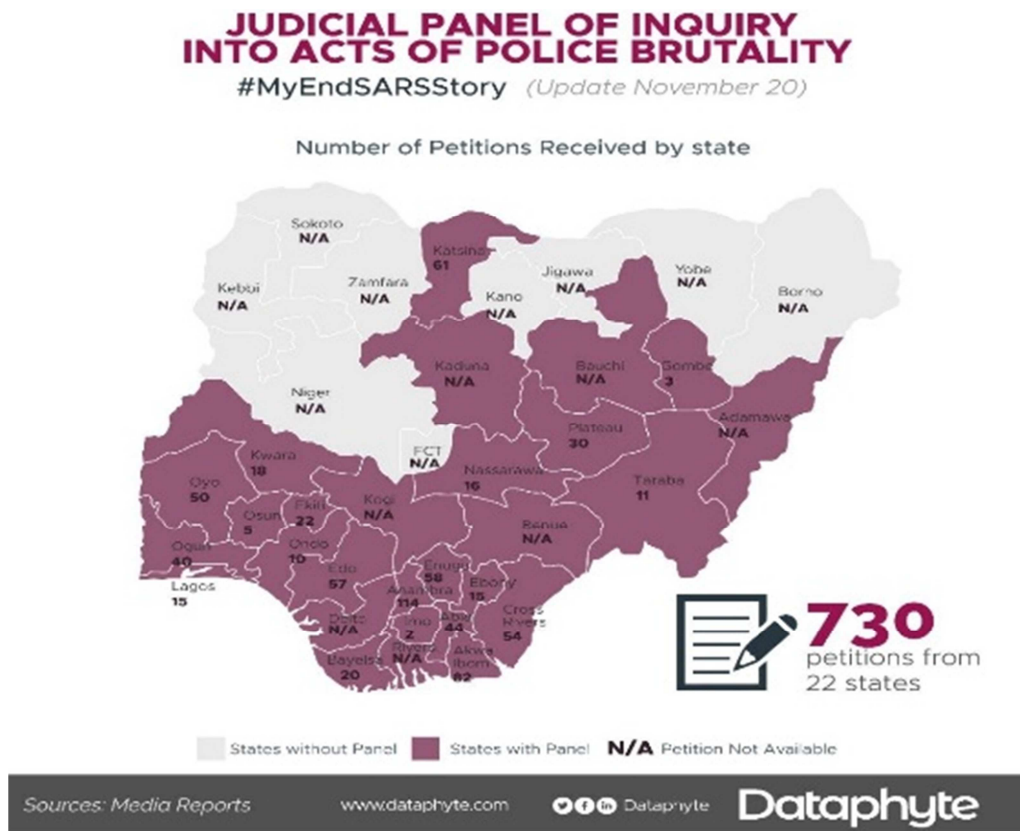 JUDICIAL PANEL OF INQUIRY
INTO ACTS OF POLICE BRUTALITY
#MyEndSARSStory (Update November 20)
Number of Petitions Received by state
Sokoto
N/A
Katsina
61
Kebbi
N/A
Zamfara
N/A
Kano
N/A
Jigawa
N/A
Yobe
N/A
Borno
N/A
Kaduna
N/A
Bauchi
N/A
Gombe
3
Niger
N/A
Adamawa
N/A
Plateau
30
FCT
N/A
Kwara
18
Nassarawa
16
Taraba
11
Oyo
50
Kogi
N/A
Osun
5
Ekiti
22
Benue
N/A
Ogun
40
Ondo
10
Edo
57
Enugu
58
Ebony
15
Lagos
15
Anambra
114
Delta
N/A
Imo
2
Abia
44
Cross
Rivers
54
Rivers
N/A
Bayelsa
20
Akwa
Ibom
82
730
petitions from
22 states
States without Panel States with Panel N/A Petition Not Available
Sources: Media Reports www.dataphyte.com Dataphyte Dataphyte